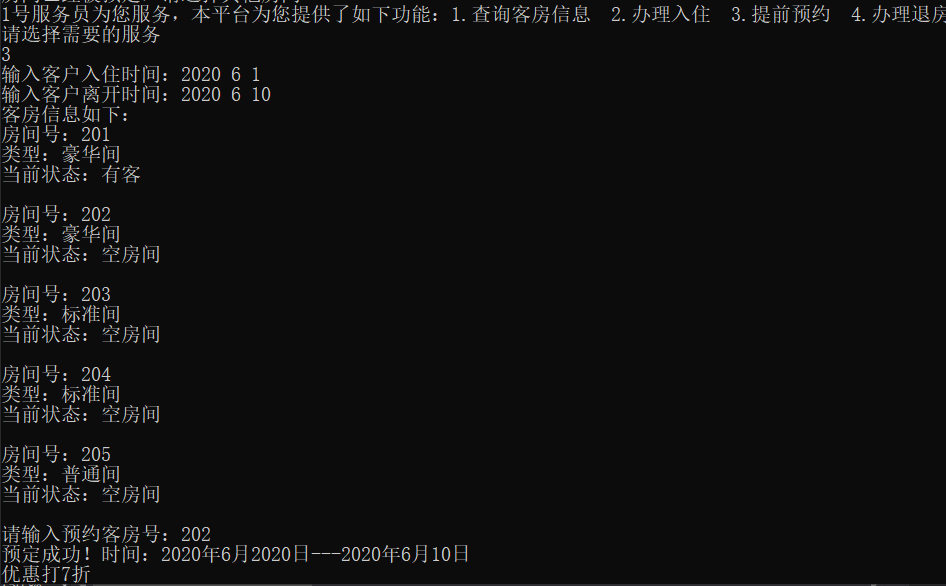 1号服务员为您服务，本平台为您提供了如下功能：1.查询客房信息  2.办理入住  3.提前预约  4.办理退房
请选择需要的服务
3
输入客户入住时间：2020 6 1
输入客户离开时间：2020 6 10
客房信息如下：
房间号：201
类型：豪华间
当前状态：有客
房间号：202
类型：豪华间
当前状态：空房间
房间号：203
类型：标准间
当前状态：空房间
房间号：204
类型：标准间
当前状态：空房间
房间号：205
类型：普通间
当前状态：空房间
请输入预约客房号：202
预定成功！时间：2020年6月2020日---2020年6月10日
优惠打7折